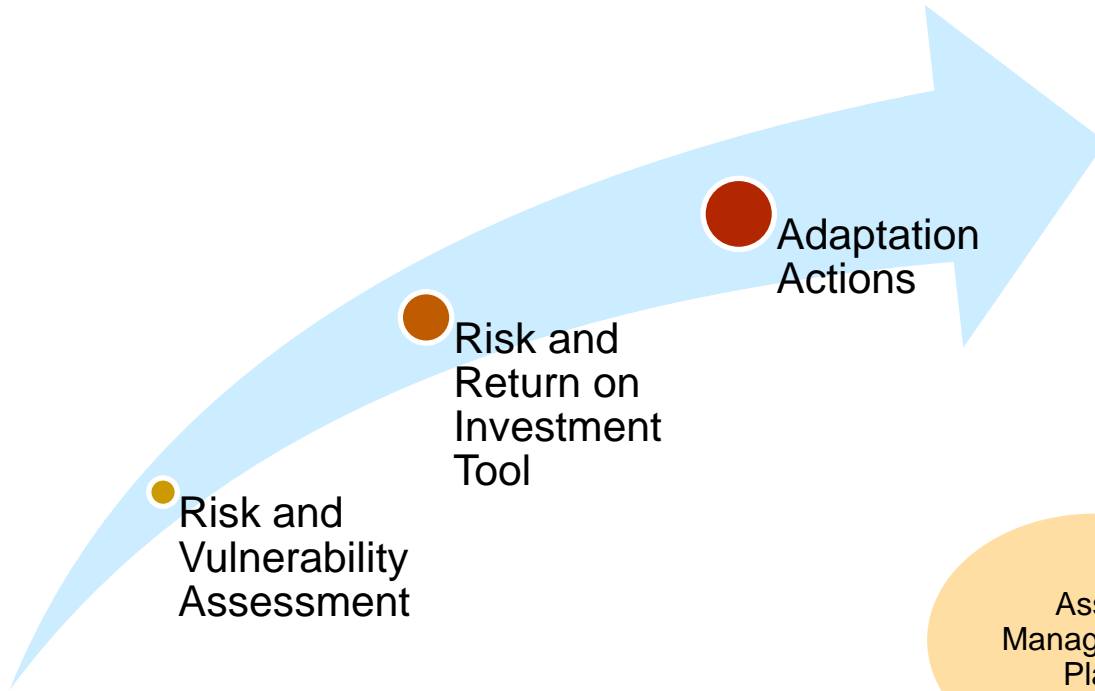 Adaptation
Actions
Risk and
Return on
Investment
Tool
Risk and
Vulnerability
Assessment